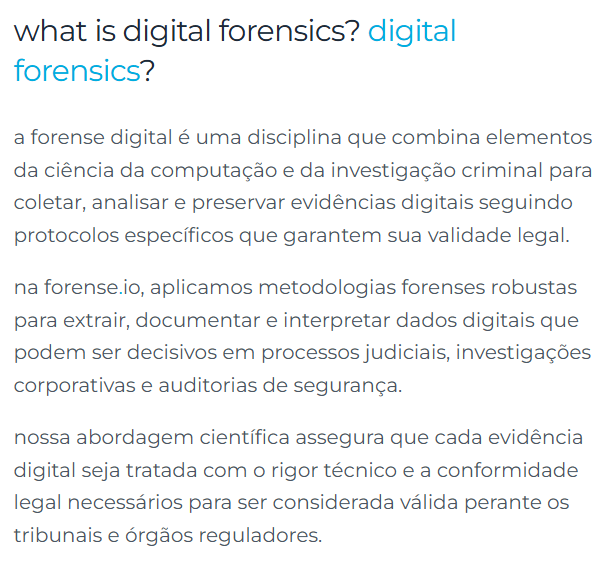 what is digital forensics? digital
forensics?
a forense digital é uma disciplina que combina elementos
da ciência da computação e da investigação criminal para
coletar, analisar e preservar evidências digitais seguindo
protocolos específicos que garantem sua validade legal.
na forense.io, aplicamos metodologias forenses robustas
para extrair, documentar e interpretar dados digitais que
podem ser decisivos em processos judiciais, investigações
corporativas e auditorias de segurança.
nossa abordagem científica assegura que cada evidência
digital seja tratada com o rigor técnico e a conformidade
legal necessários para ser considerada válida perante os
tribunais e órgãos reguladores.